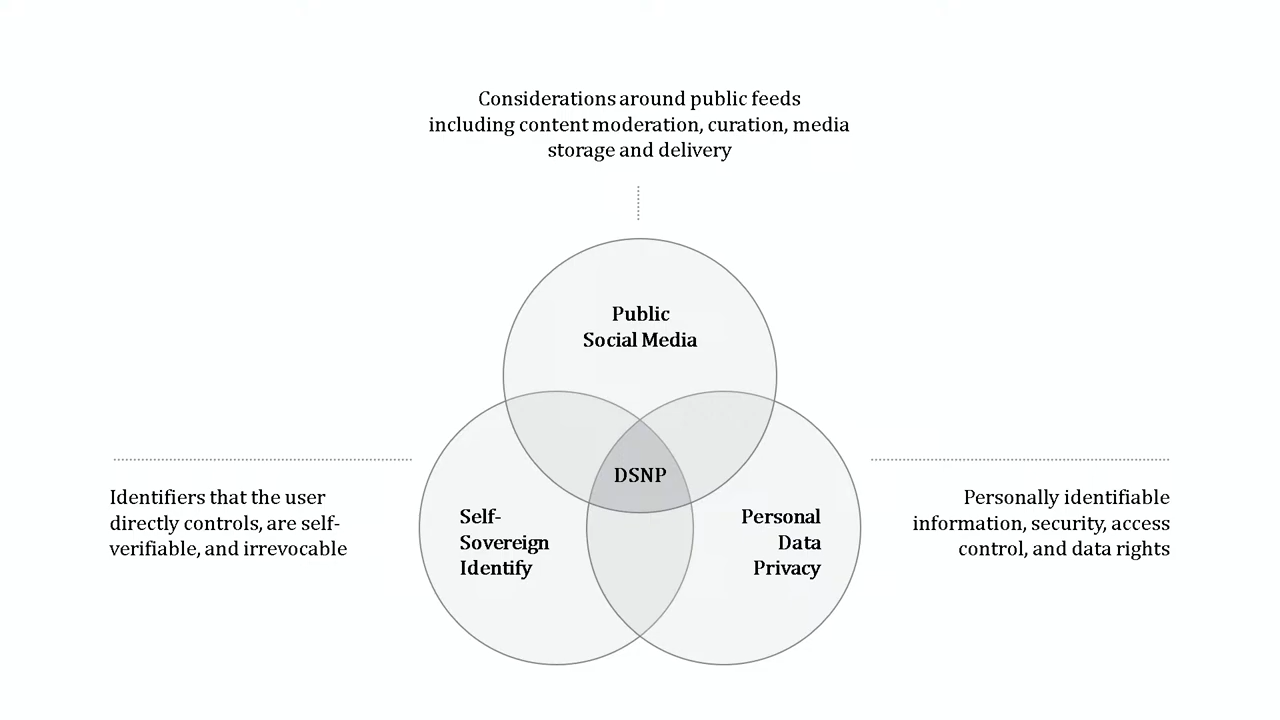 Considerations around public feeds
including content moderation, curation, media
storage and delivery
Public
Social Media
DSNP
Self-
Sovereign
Identify
Personal
Data
Privacy
Identifiers that the user
directly controls, are self-
verifiable, and irrevocable
Personally identifiable
information, security, access
control, and data rights